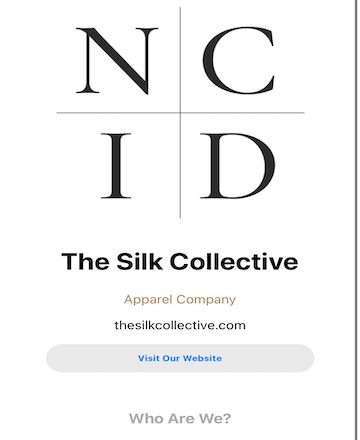 N C
I D
The Silk Collective
Apparel Company
thesilkcollective.com
Visit Our Website
Who Are We?